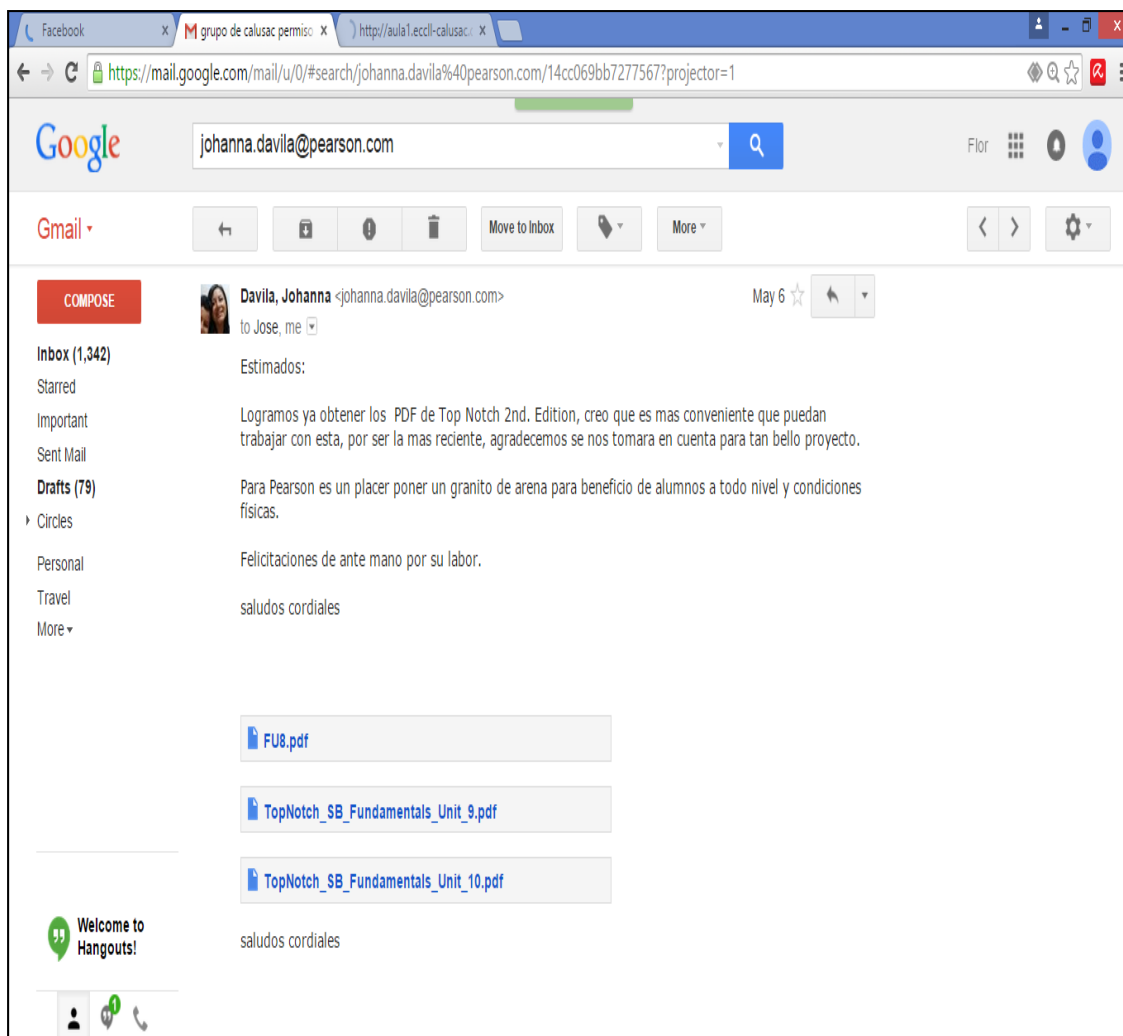 Facebook
grupo de calusac permiso
http://aula1.eccll-calusac.
https://mail.google.com/mail/u/0/#search/johanna.davila%40pearson.com/14cc069bb7277567?projector=1
Google
johanna.davila@pearson.com
Flor
Gmail
Move to Inbox
More
COMPOSE
Inbox (1,342)
Starred
Important
Sent Mail
Drafts (79)
Circles
Personal
Travel
More
Davila, Johanna <johanna.davila@pearson.com>
May 6
to Jose, me
Estimados:
Logramos ya obtener los PDF de Top Notch 2nd. Edition, creo que es mas conveniente que puedan
trabajar con esta, por ser la mas reciente, agradecemos se nos tomara en cuenta para tan bello proyecto.
Para Pearson es un placer poner un granito de arena para beneficio de alumnos a todo nivel y condiciones
físicas.
Felicitaciones de ante mano por su labor.
saludos cordiales
FU8.pdf
TopNotch_SB_Fundamentals_Unit_9.pdf
TopNotch_SB_Fundamentals_Unit_10.pdf
saludos cordiales
Welcome to
Hangouts!
1